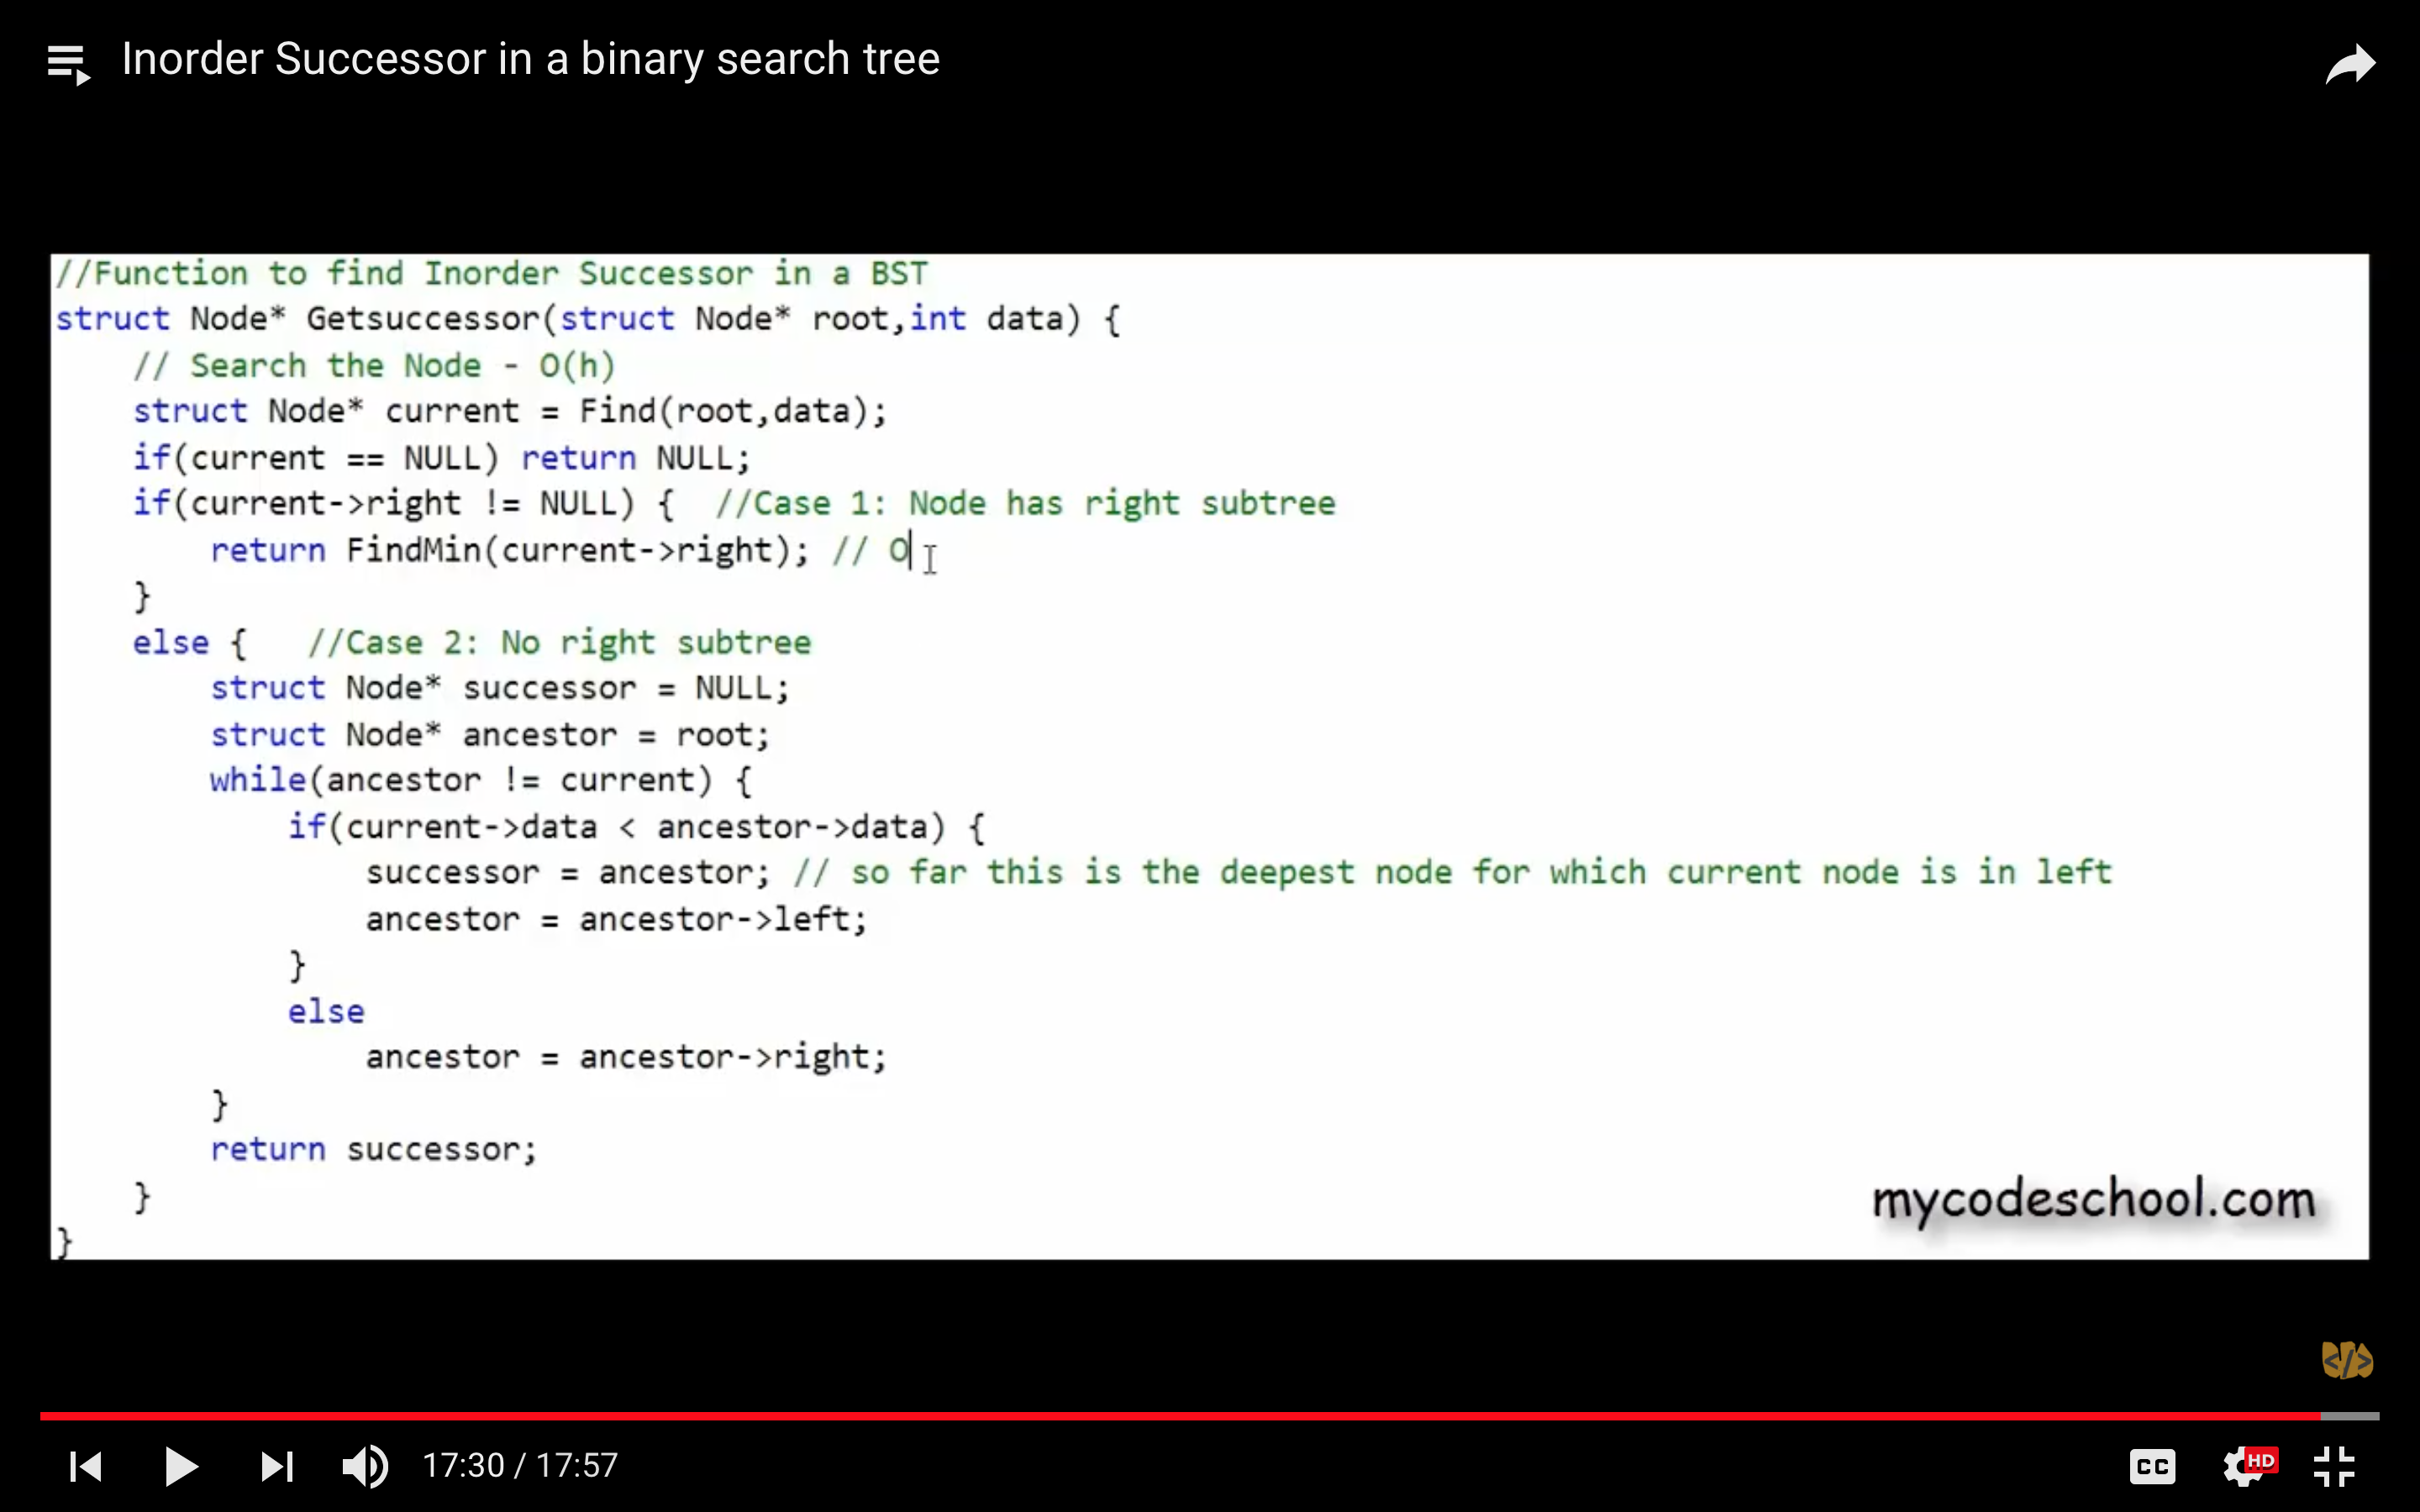 Inorder Successor in a binary search tree
//Function to find Inorder Successor in a BST
struct Node* Getsuccessor(struct Node* root,int data) {
    // Search the Node - O(h)
    struct Node* current = Find(root,data);
    if(current == NULL) return NULL;
    if(current->right != NULL) {  //Case 1: Node has right subtree
        return FindMin(current->right); // O
    }
    else {   //Case 2: No right subtree
        struct Node* successor = NULL;
        struct Node* ancestor = root;
        while(ancestor != current) {
            if(current->data < ancestor->data) {
                successor = ancestor; // so far this is the deepest node for which current node is in left
                ancestor = ancestor->left;
            }
            else
                ancestor = ancestor->right;
        }
        return successor;
    }
}
mycodeschool.com
</>
17:30 / 17:57
CC
HD